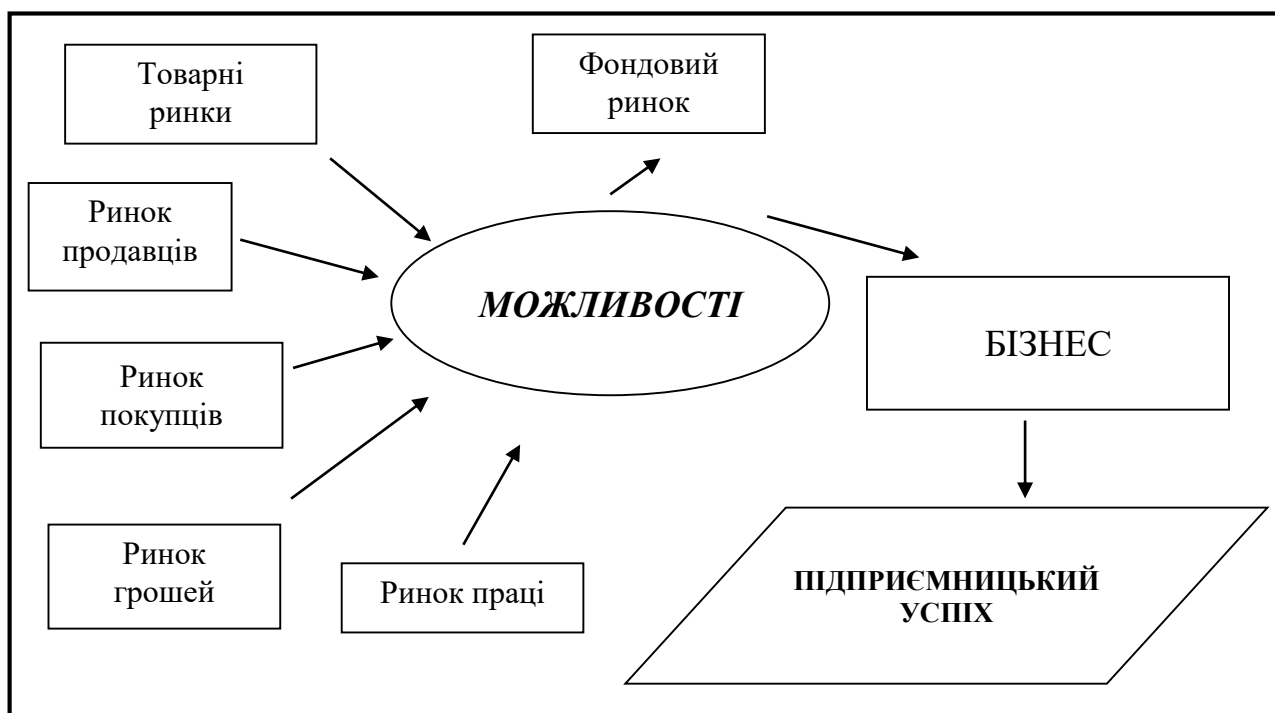 Товарні
ринки
Фондовий
ринок
Ринок
продавців
МОЖЛИВОСТІ
БІЗНЕС
Ринок
покупців
Ринок
грошей
Ринок праці
ПІДПРИЄМНИЦЬКИЙ
УСПІХ